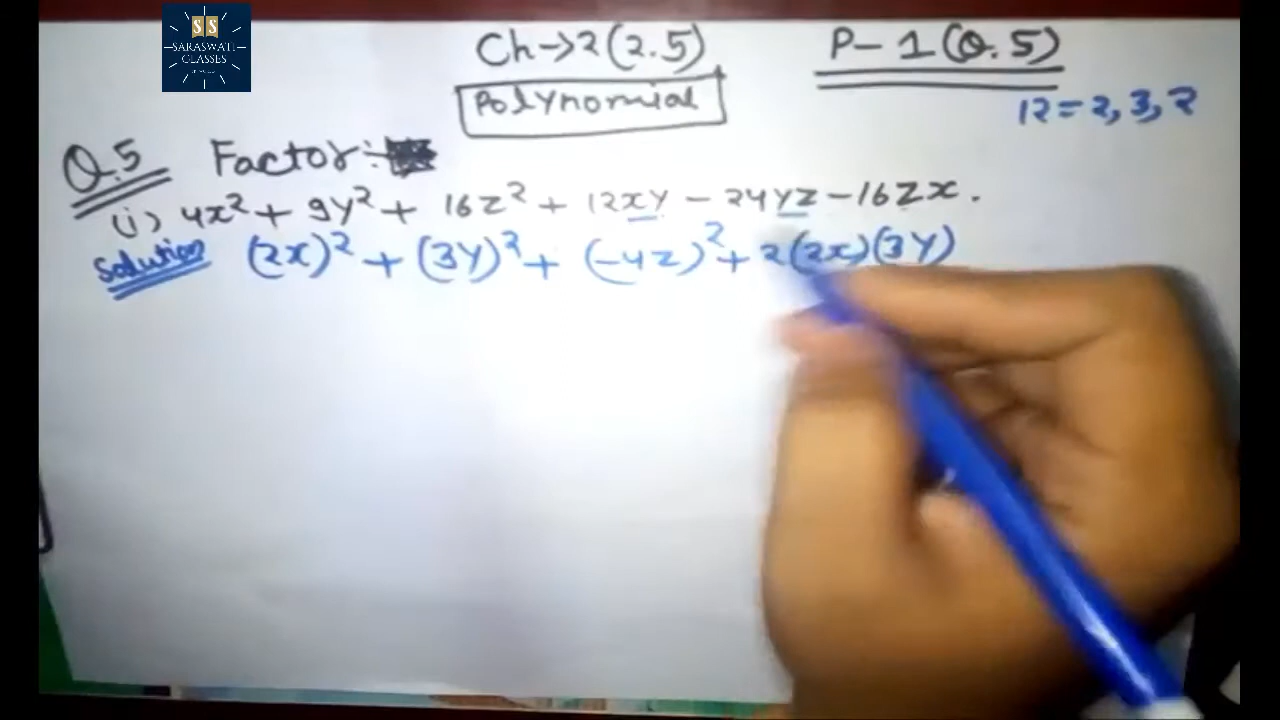 SARASWATI
CLASSES
Ch→2(2.5)
P-1(Q.5)
Polynomial
12=2,3,2
Q.5 Factor:-
(i) 4x²+9y²+16z²+12xy-24yz-16zx.
Solution (2x)²+(3y)²+(-4z)²+2(2x)(3y)